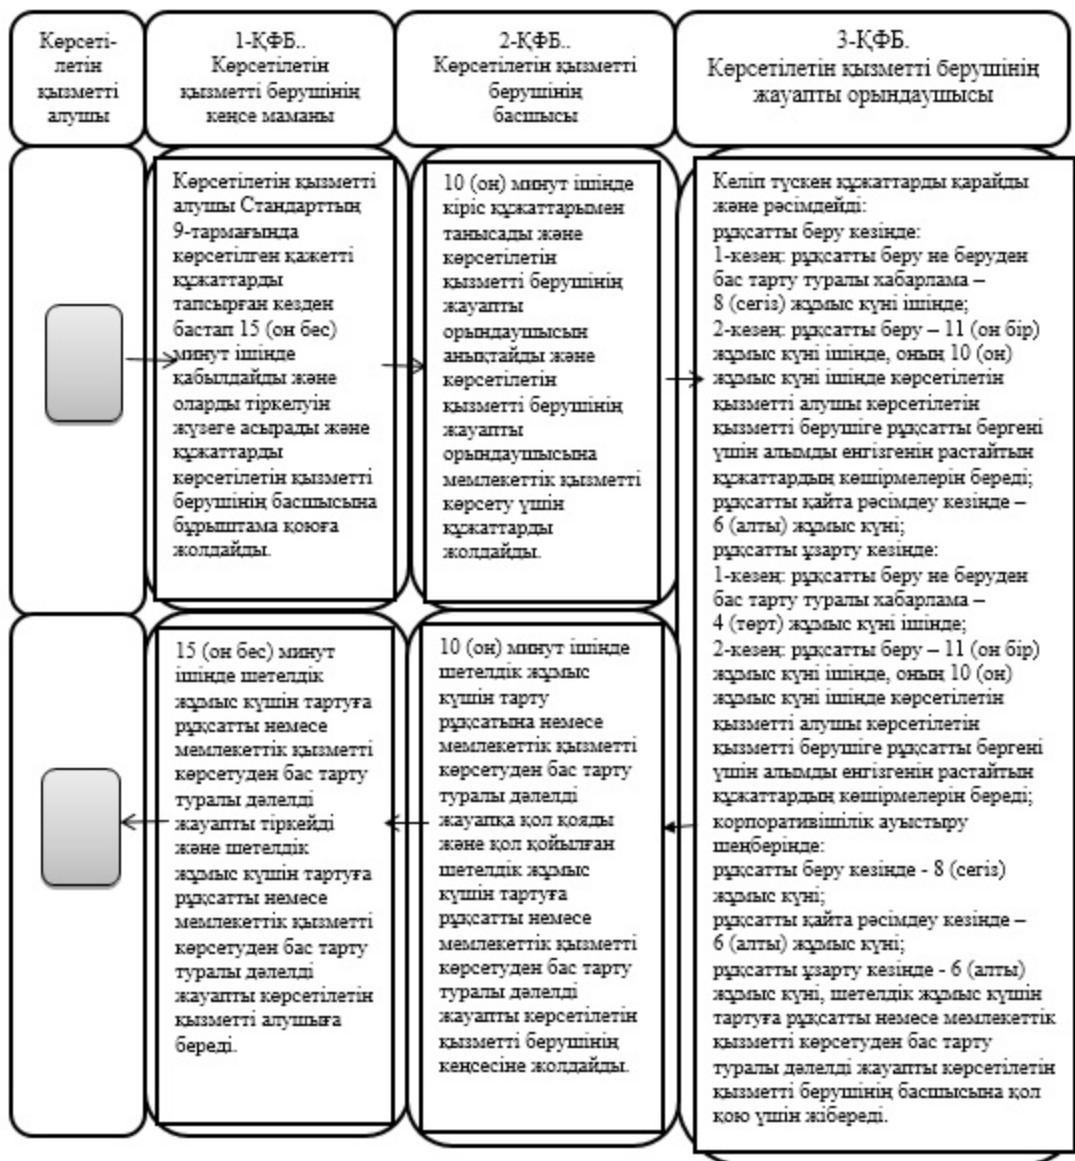 Көрсеті-
летін
қызметті
алушы
1-ҚФБ..
Көрсетілетін
қызметті берушінің
кеңсе маманы
2-ҚФБ..
Көрсетілетін қызметті
берушінің
басшысы
3-ҚФБ.
Көрсетілетін қызметті берушінің
жауапты орындаушысы
Көрсетілетін қызметті
алушы Стандарттың
9-тармағында
көрсетілген қажетті
құжаттарды
тапсырған кезден
бастап 15 (он бес)
минут ішінде
қабылдайды және
оларды тіркелуін
жүзеге асырады және
құжаттарды
көрсетілетін қызметті
берушінің басшысына
бұрыштама қоюға
жолдайды.
10 (он) минут ішінде
кіріс құжаттарымен
танысады және
көрсетілетін
қызметті берушінің
жауапты
орындаушысын
анықтайды және
көрсетілетін
қызметті берушінің
жауапты
орындаушысына
мемлекеттік қызметті
көрсету үшін
құжаттарды
жолдайды.
Келіп түскен құжаттарды қарайды
және рәсімдейді:
рұқсатты беру кезінде:
1-кезең: рұқсатты беру не беруден
бас тарту туралы хабарлама –
8 (сегіз) жұмыс күні ішінде;
2-кезең: рұқсатты беру – 11 (он бір)
жұмыс күні ішінде, оның 10 (он)
жұмыс күні ішінде көрсетілетін
қызметті алушы көрсетілетін
қызметті берушіге рұқсатты бергені
үшін алымды енгізгенін растайтын
құжаттардың көшірмелерін береді;
рұқсатты қайта рәсімдеу кезінде –
6 (алты) жұмыс күні;
рұқсатты ұзарту кезінде:
1-кезең: рұқсатты беру не беруден
бас тарту туралы хабарлама –
4 (төрт) жұмыс күні ішінде;
2-кезең: рұқсатты беру – 11 (он бір)
жұмыс күні ішінде, оның 10 (он)
жұмыс күні ішінде көрсетілетін
қызметті алушы көрсетілетін
қызметті берушіге рұқсатты бергені
үшін алымды енгізгенін растайтын
құжаттардың көшірмелерін береді;
корпоративішілік ауыстыру
шеңберінде:
рұқсатты беру кезінде - 8 (сегіз)
жұмыс күні;
рұқсатты қайта рәсімдеу кезінде –
6 (алты) жұмыс күні;
рұқсатты ұзарту кезінде - 6 (алты)
жұмыс күні, шетелдік жұмыс күшін
тартуға рұқсатты немесе мемлекеттік
қызметті көрсетуден бас тарту
туралы дәлелді жауапты көрсетілетін
қызметті берушінің басшысына қол
қою үшін жібереді.
15 (он бес) минут
ішінде шетелдік
жұмыс күшін тартуға
рұқсатты немесе
мемлекеттік қызметті
көрсетуден бас тарту
туралы дәлелді
жауапты тіркейді
және шетелдік
жұмыс күшін тартуға
рұқсатты немесе
мемлекеттік қызметті
көрсетуден бас тарту
туралы дәлелді
жауапты көрсетілетін
қызметті алушыға
береді.
10 (он) минут ішінде
шетелдік жұмыс
күшін тарту
рұқсатына немесе
мемлекеттік қызметті
көрсетуден бас тарту
туралы дәлелді
жауапқа қол қояды
және қол қойылған
шетелдік жұмыс
күшін тартуға
рұқсатты немесе
мемлекеттік қызметті
көрсетуден бас тарту
туралы дәлелді
жауапты көрсетілетін
қызметті берушінің
кеңсесіне жолдайды.